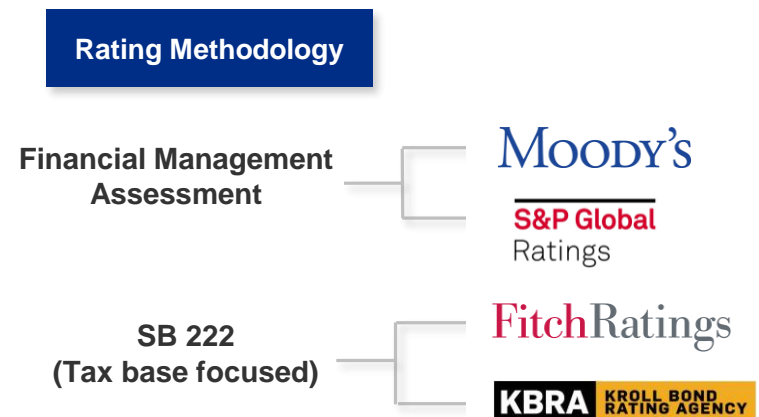 Rating Methodology
Financial Management
Assessment
MOODY'S
S&P Global
Ratings
SB 222
(Tax base focused)
FitchRatings
KBRA KROLL BOND
RATING AGENCY